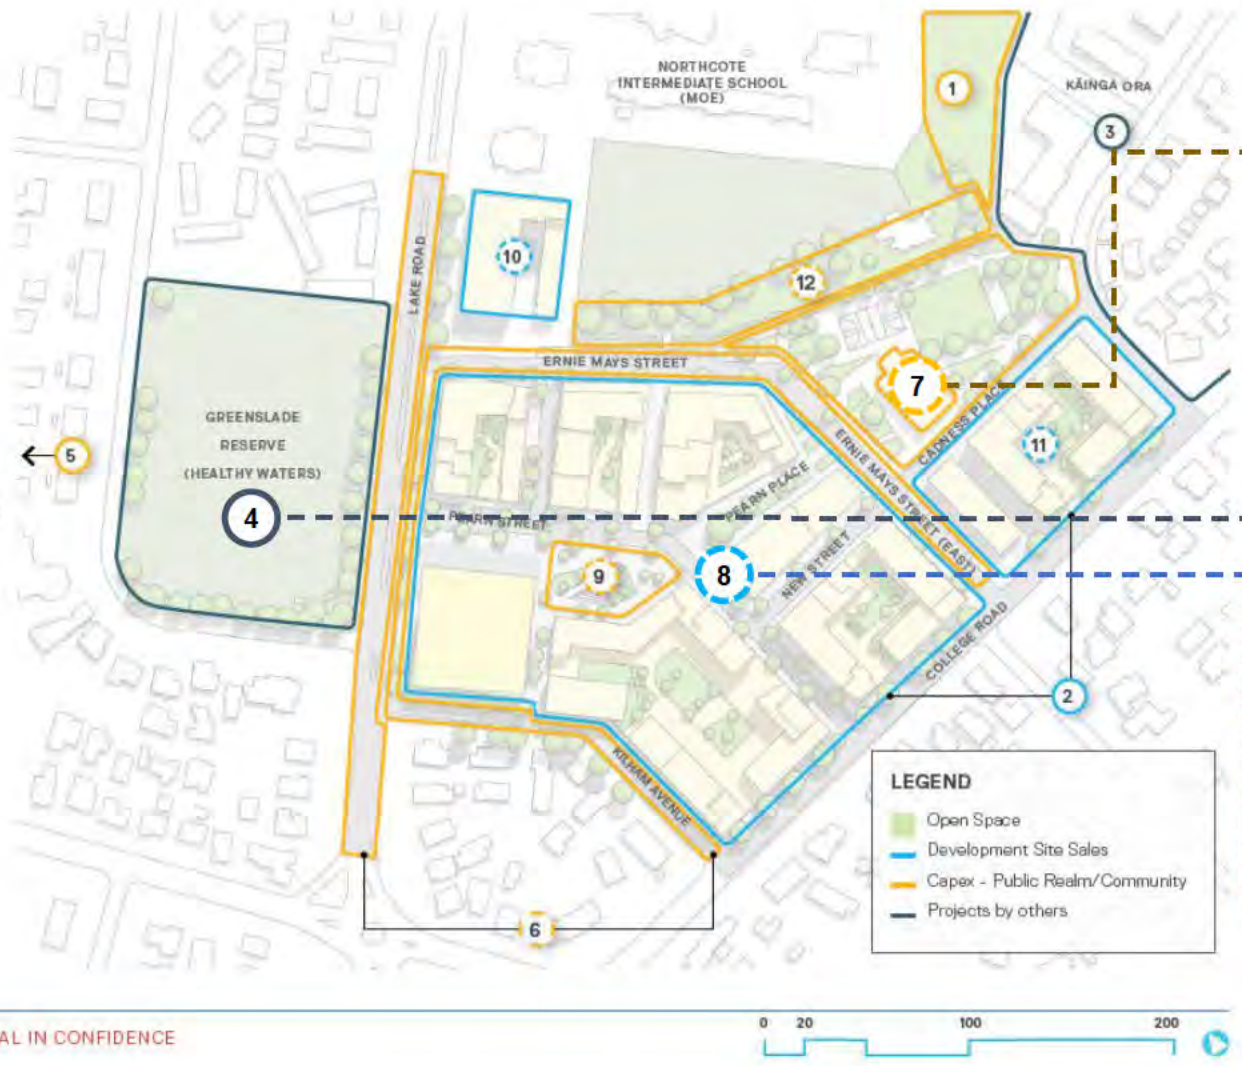 NORTHCOTE
INTERMEDIATE SCHOOL
(MOE)
1
KĀINGA ORA
3
LAKE ROAD
10
12
ERNIE MAYS STREET
7
CADNESS PLACE
GREENSLADE
RESERVE
(HEALTHY WATERS)
5
4
ERNIE MAYS STREET (EAST)
11
PEARN PLACE
PEARN STREET
9
8
NEW STREET
COLLEGE ROAD
2
KILHAM AVENUE
6
LEGEND
Open Space
Development Site Sales
Capex - Public Realm/Community
Projects by others
AL IN CONFIDENCE
0 20 100 200